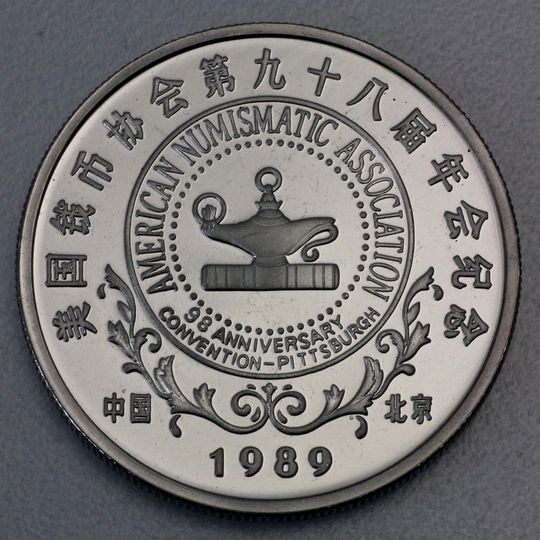 美国钱币协会第九十八届年会纪念
AMERICAN NUMISMATIC ASSOCIATION
98 ANNIVERSARY
CONVENTION-PITTSBURGH
中国 北京
1989